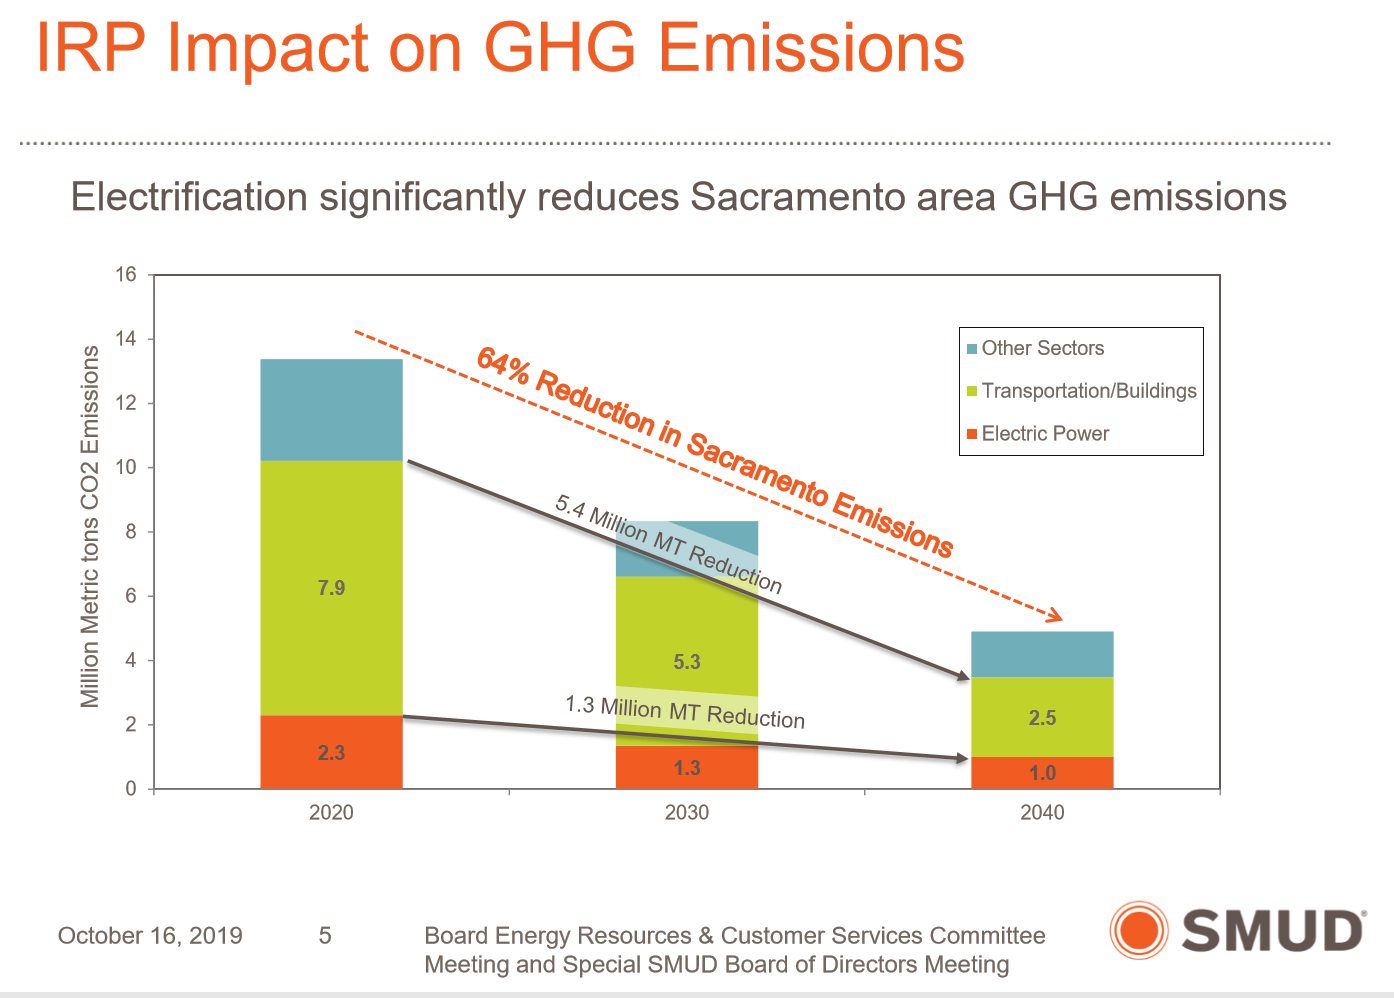 IRP Impact on GHG Emissions
Electrification significantly reduces Sacramento area GHG emissions
Million Metric tons CO2 Emissions
16
14
12
10
8
6
4
2
0
64% Reduction in Sacramento Emissions
5.4 Million MT Reduction
1.3 Million MT Reduction
Other Sectors
Transportation/Buildings
Electric Power
7.9
2.3
5.3
1.3
2.5
1.0
2020
2030
2040
October 16, 2019
5
Board Energy Resources & Customer Services Committee
Meeting and Special SMUD Board of Directors Meeting
SMUD®